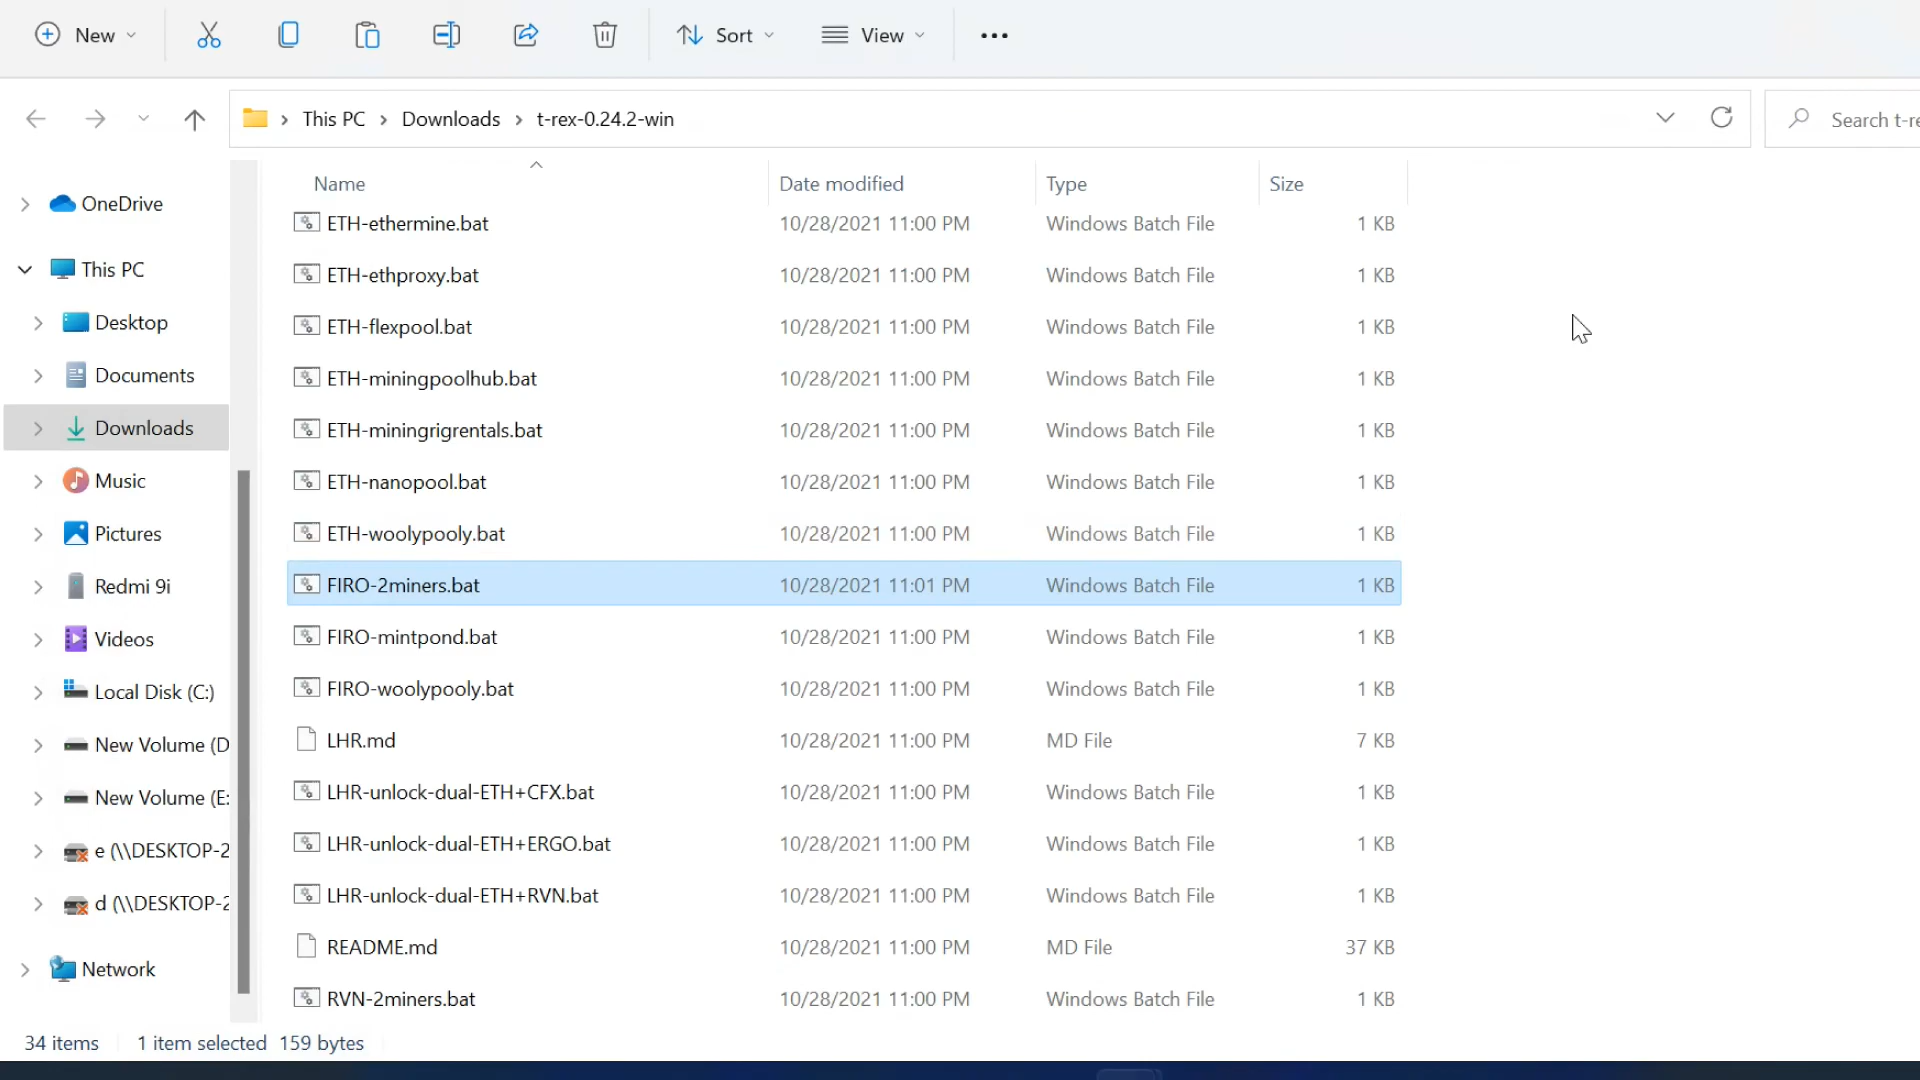 New Sort View
This PC > Downloads > t-rex-0.24.2-win Search t-re
Name Date modified Type Size
OneDrive
This PC
Desktop
Documents
Downloads
Music
Pictures
Redmi 9i
Videos
Local Disk (C:)
New Volume (D
New Volume (E:
e (\\DESKTOP-2
d (\\DESKTOP-2
Network
ETH-ethermine.bat 10/28/2021 11:00 PM Windows Batch File 1 KB
ETH-ethproxy.bat 10/28/2021 11:00 PM Windows Batch File 1 KB
ETH-flexpool.bat 10/28/2021 11:00 PM Windows Batch File 1 KB
ETH-miningpoolhub.bat 10/28/2021 11:00 PM Windows Batch File 1 KB
ETH-miningrigrentals.bat 10/28/2021 11:00 PM Windows Batch File 1 KB
ETH-nanopool.bat 10/28/2021 11:00 PM Windows Batch File 1 KB
ETH-woolypooly.bat 10/28/2021 11:00 PM Windows Batch File 1 KB
FIRO-2miners.bat 10/28/2021 11:01 PM Windows Batch File 1 KB
FIRO-mintpond.bat 10/28/2021 11:00 PM Windows Batch File 1 KB
FIRO-woolypooly.bat 10/28/2021 11:00 PM Windows Batch File 1 KB
LHR.md 10/28/2021 11:00 PM MD File 7 KB
LHR-unlock-dual-ETH+CFX.bat 10/28/2021 11:00 PM Windows Batch File 1 KB
LHR-unlock-dual-ETH+ERGO.bat 10/28/2021 11:00 PM Windows Batch File 1 KB
LHR-unlock-dual-ETH+RVN.bat 10/28/2021 11:00 PM Windows Batch File 1 KB
README.md 10/28/2021 11:00 PM MD File 37 KB
RVN-2miners.bat 10/28/2021 11:00 PM Windows Batch File 1 KB
34 items 1 item selected 159 bytes